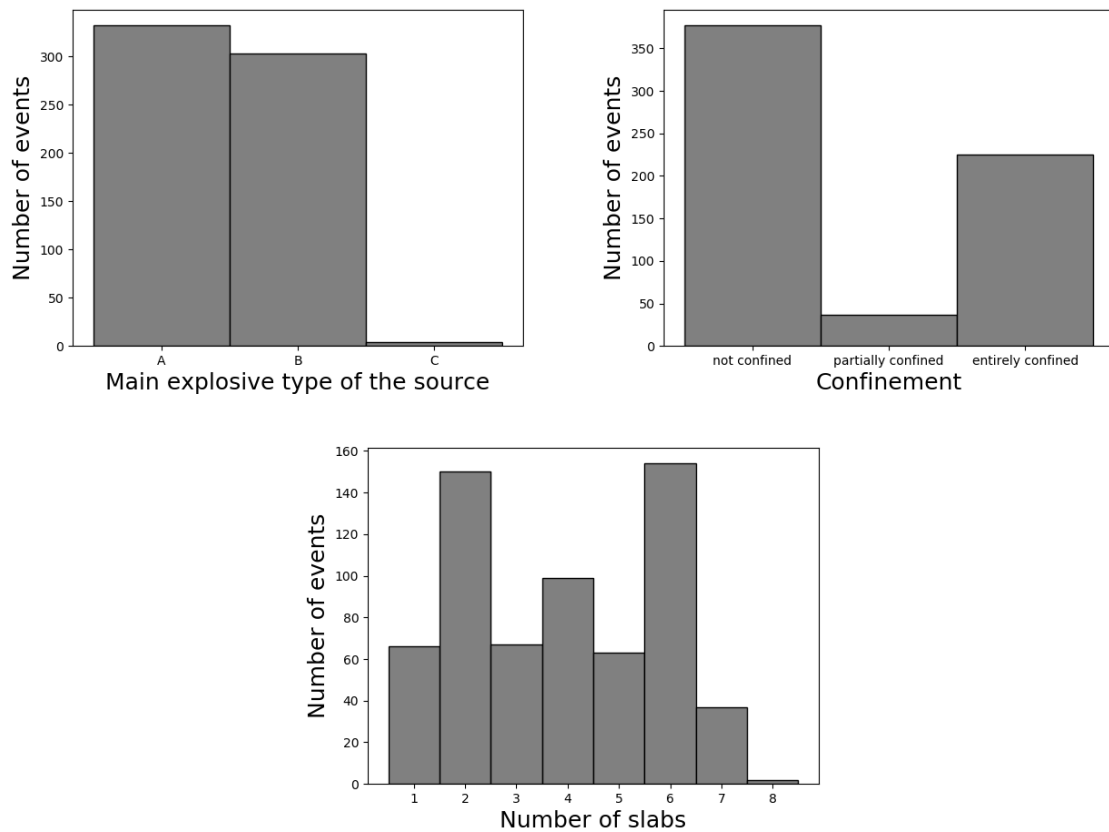 Number of events
300
250
200
150
100
50
0
A B C
Main explosive type of the source
Number of events
350
300
250
200
150
100
50
0
not confined partially confined entirely confined
Confinement
Number of events
160
140
120
100
80
60
40
20
0
1 2 3 4 5 6 7 8
Number of slabs